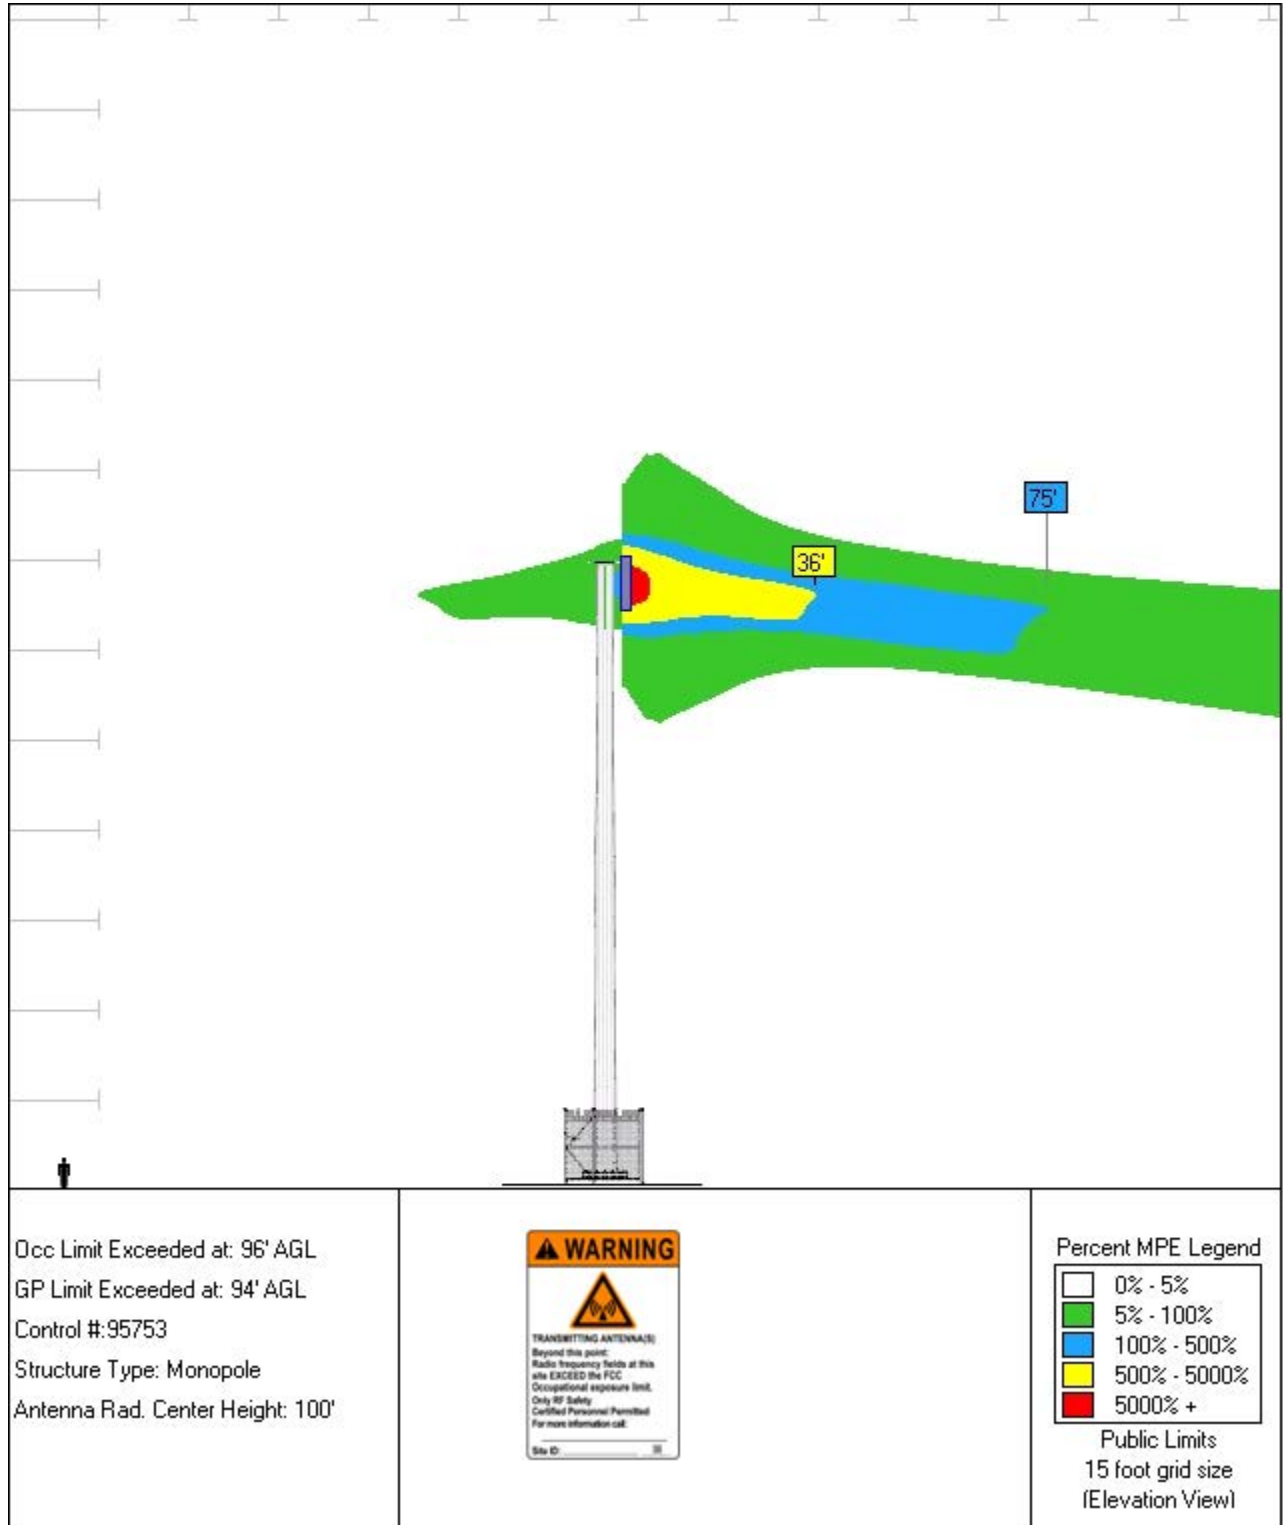 75'
36'
Occ Limit Exceeded at: 96' AGL
GP Limit Exceeded at: 94' AGL
Control #:95753
Structure Type: Monopole
Antenna Rad. Center Height: 100'
WARNING
TRANSMITTING ANTENNA(S)
Beyond this point:
Radio frequency fields at this
site EXCEED the FCC
Occupational exposure limit.
Only RF Safety
Certified Personnel Permitted
For more information call:
Site ID:
Percent MPE Legend
0% - 5%
5% - 100%
100% - 500%
500% - 5000%
5000% +
Public Limits
15 foot grid size
(Elevation View)